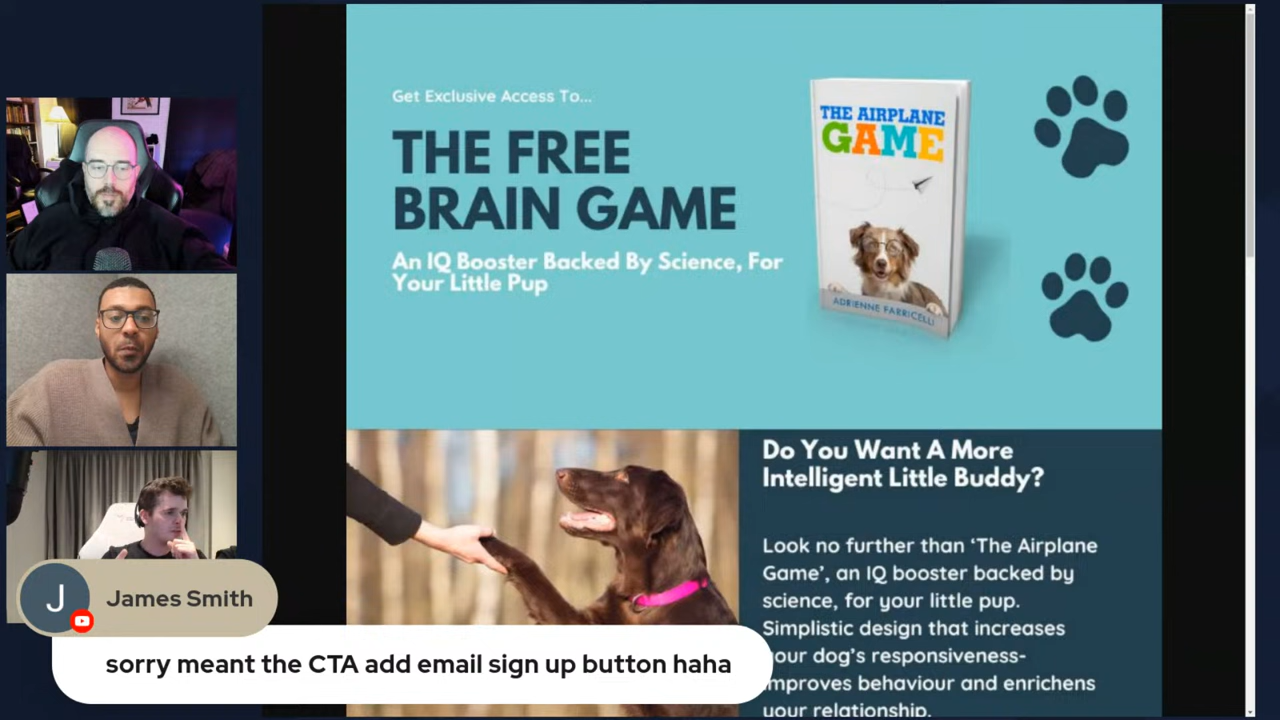 Get Exclusive Access To...
THE FREE
BRAIN GAME
An IQ Booster Backed By Science, For
Your Little Pup
THE AIRPLANE
GAME
ADRIENNE FARRICELLI
Do You Want A More
Intelligent Little Buddy?
Look no further than ‘The Airplane
Game’, an IQ booster backed by
science, for your little pup.
Simplistic design that increases
your dog’s responsiveness-
improves behaviour and enrichens
your relationship.
J
James Smith
sorry meant the CTA add email sign up button haha